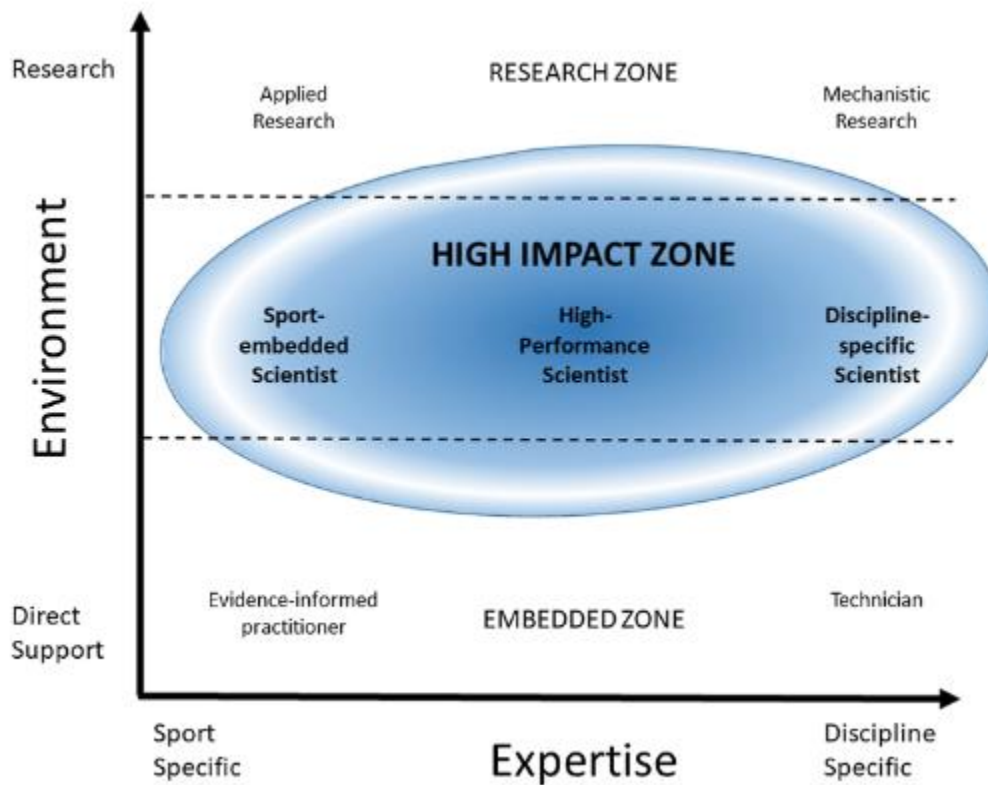 Research
RESEARCH ZONE
Applied
Research
Mechanistic
Research
Environment
HIGH IMPACT ZONE
Sport-
embedded
Scientist
High-
Performance
Scientist
Discipline-
specific
Scientist
Direct
Support
Evidence-informed
practitioner
EMBEDDED ZONE
Technician
Sport
Specific
Expertise
Discipline
Specific